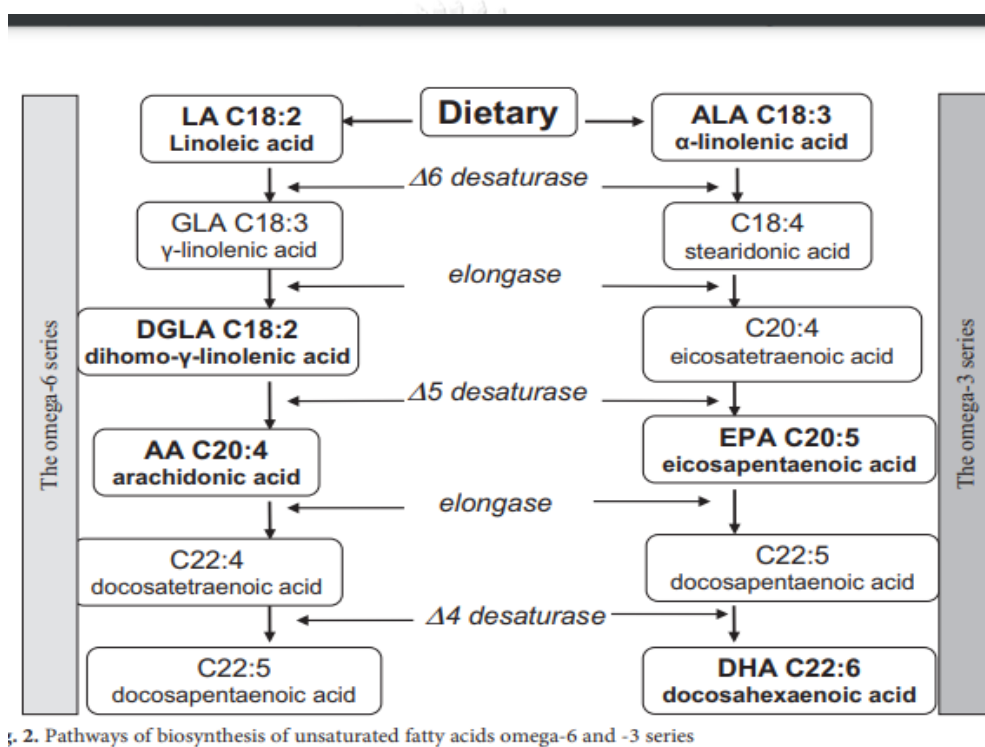 Dietary
LA C18:2
Linoleic acid
ALA C18:3
α-linolenic acid
Δ6 desaturase
GLA C18:3
γ-linolenic acid
C18:4
stearidonic acid
elongase
DGLA C18:2
dihomo-γ-linolenic acid
C20:4
eicosatetraenoic acid
Δ5 desaturase
AA C20:4
arachidonic acid
EPA C20:5
eicosapentaenoic acid
elongase
C22:4
docosatetraenoic acid
C22:5
docosapentaenoic acid
Δ4 desaturase
C22:5
docosapentaenoic acid
DHA C22:6
docosahexaenoic acid
The omega-6 series
The omega-3 series
2. Pathways of biosynthesis of unsaturated fatty acids omega-6 and -3 series